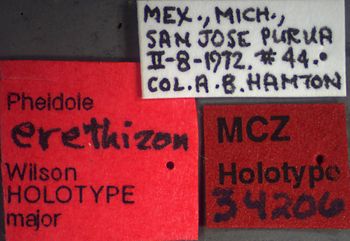 MEX., MICH.,
SAN JOSE PURUA
II-8-1972. #44.
COL. A. B. HAMTON
Pheidole
erethizon
Wilson
HOLOTYPE
major
MCZ
Holotype
34206